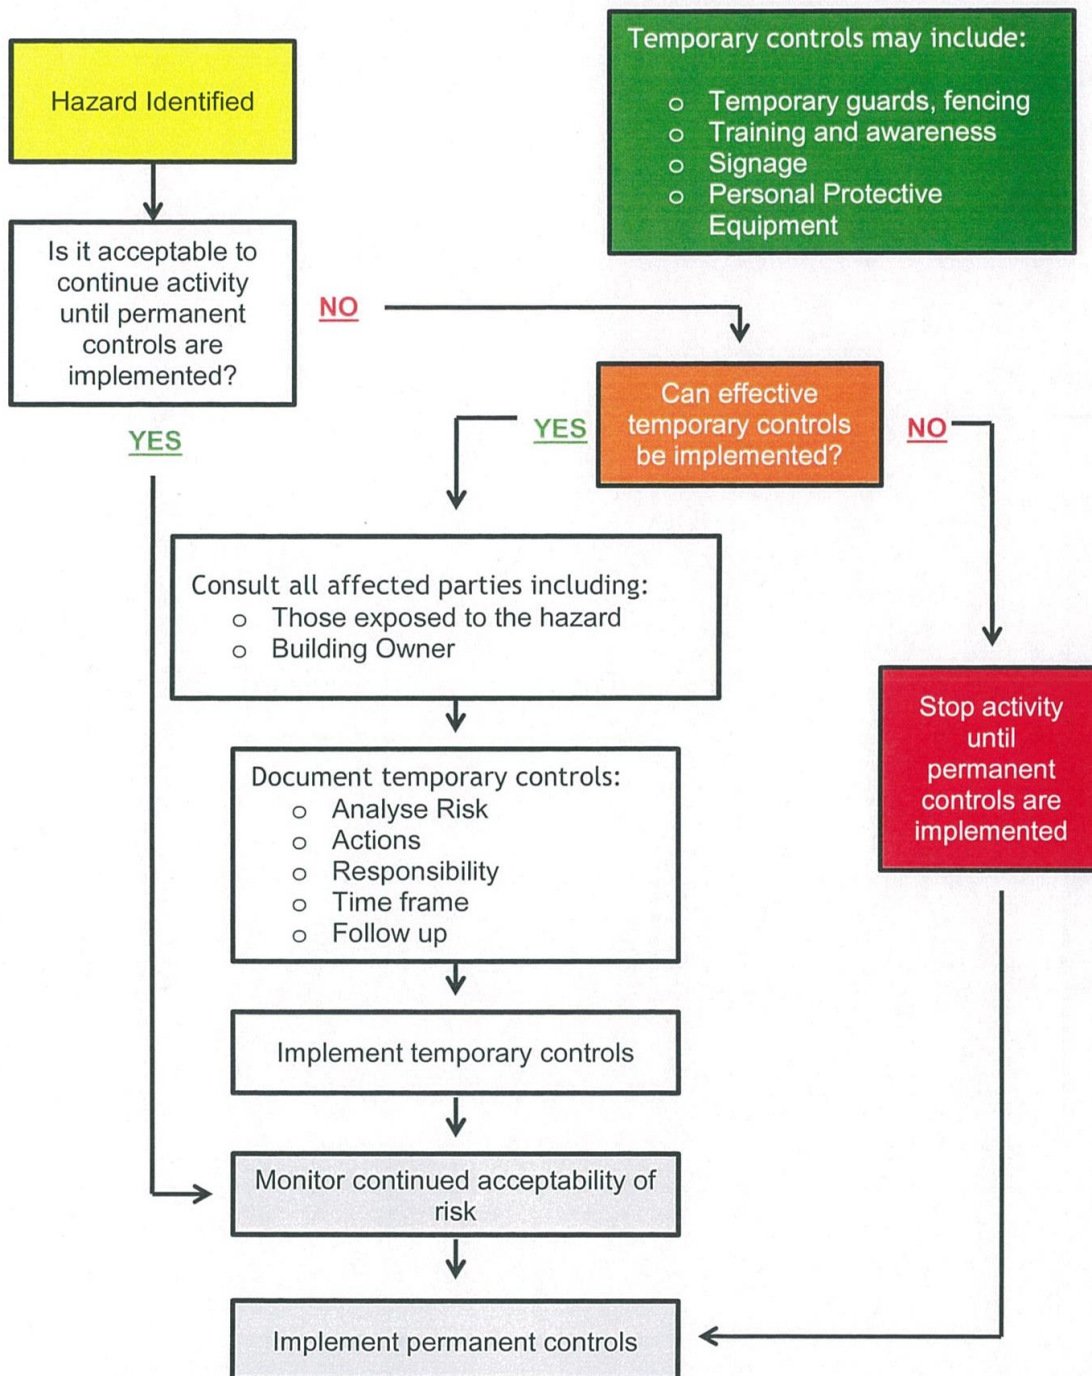 Hazard Identified
Temporary controls may include:
o Temporary guards, fencing
o Training and awareness
o Signage
o Personal Protective
Equipment
Is it acceptable to
continue activity
until permanent
controls are
implemented?
NO
YES
Can effective
temporary controls
be implemented?
YES
NO
Consult all affected parties including:
o Those exposed to the hazard
o Building Owner
Stop activity
until
permanent
controls are
implemented
Document temporary controls:
o Analyse Risk
o Actions
o Responsibility
o Time frame
o Follow up
Implement temporary controls
Monitor continued acceptability of
risk
Implement permanent controls